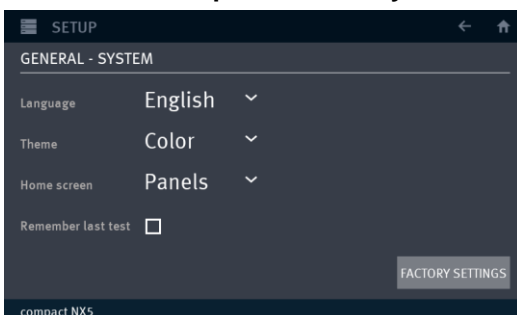 SETUP
GENERAL - SYSTEM
Language English
Theme Color
Home screen Panels
Remember last test
FACTORY SETTINGS
compact NX5